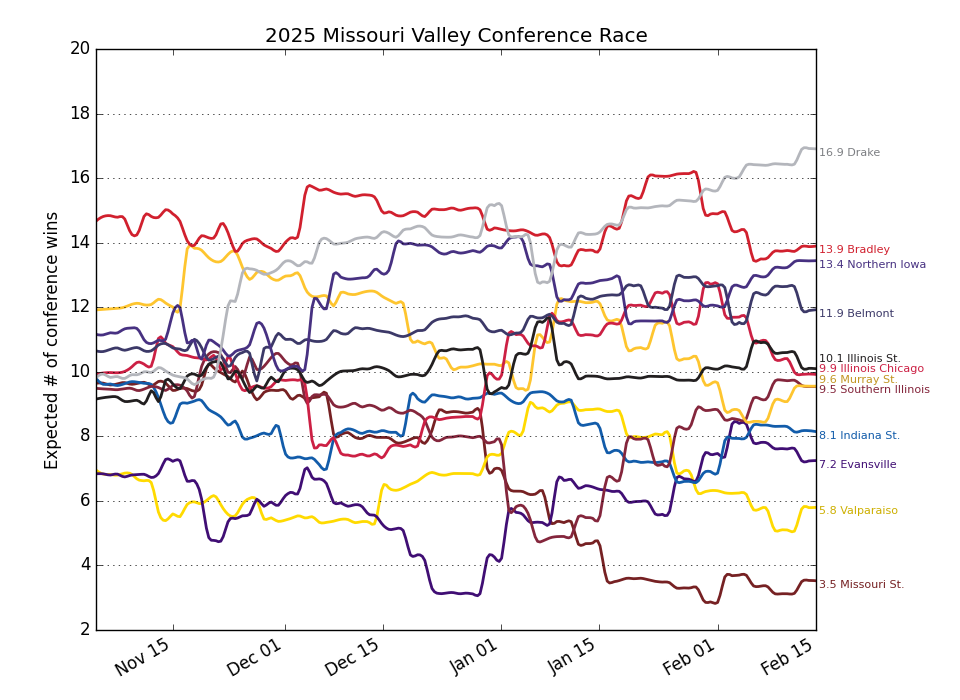 2025 Missouri Valley Conference Race
Expected # of conference wins
20
18
16
14
12
10
8
6
4
2
16.9 Drake
13.9 Bradley
13.4 Northern Iowa
11.9 Belmont
10.1 Illinois St.
9.9 Illinois Chicago
9.6 Murray St.
9.5 Southern Illinois
8.1 Indiana St.
7.2 Evansville
5.8 Valparaiso
3.5 Missouri St.
Nov 15
Dec 01
Dec 15
Jan 01
Jan 15
Feb 01
Feb 15